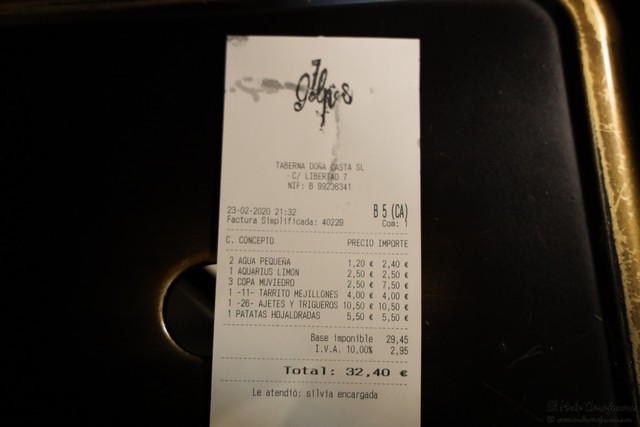 7
Golpes
TABERNA DOÑA CASTA SL
C/ LIBERTAD 7
NIF: B 99236341
23-02-2020 21:32 B 5 (CA)
Factura Simplificada: 40229 Com: 1
C. CONCEPTO PRECIO IMPORTE
2 AGUA PEQUEÑA 1,20 € 2,40 €
1 AQUARIUS LIMON 2,50 € 2,50 €
3 COPA MUVIEDRO 2,50 € 7,50 €
1 -11- TARRITO MEJILLONES 4,00 € 4,00 €
1 -26- AJETES Y TRIGUEROS 10,50 € 10,50 €
1 PATATAS HOJALDRADAS 5,50 € 5,50 €
Base imponible 29,45
I.V.A. 10,00% 2,95
Total: 32,40 €
Le atendió: silvia encargada